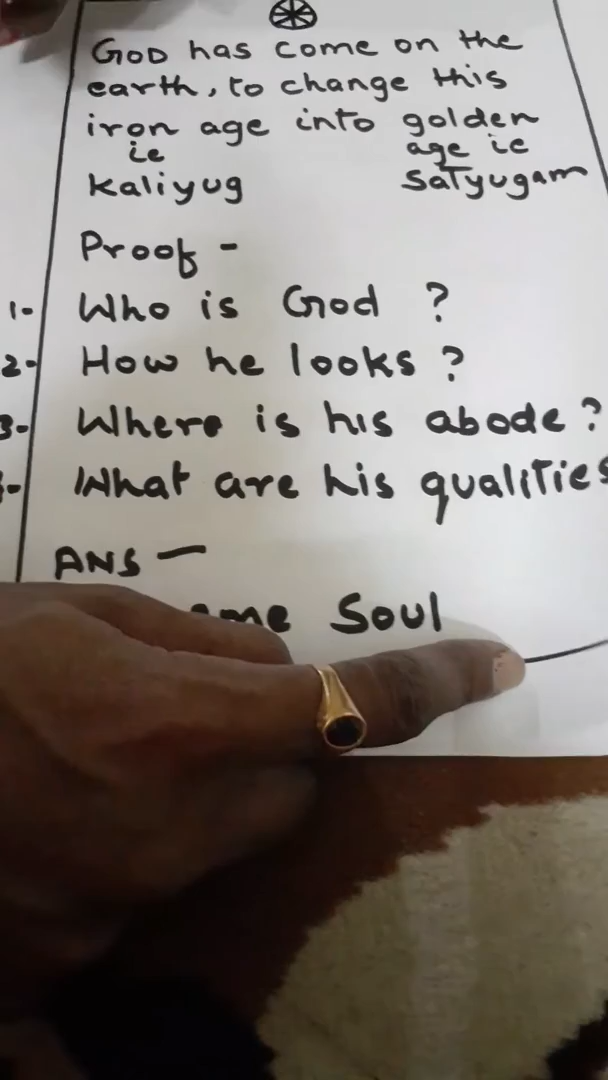 GOD has come on the
earth, to change this
iron age into golden
ie age ie
Kaliyug Satyugam
Proof -
1- Who is God ?
2- How he looks ?
3- Where is his abode ?
What are his qualities
ANS —
Soul